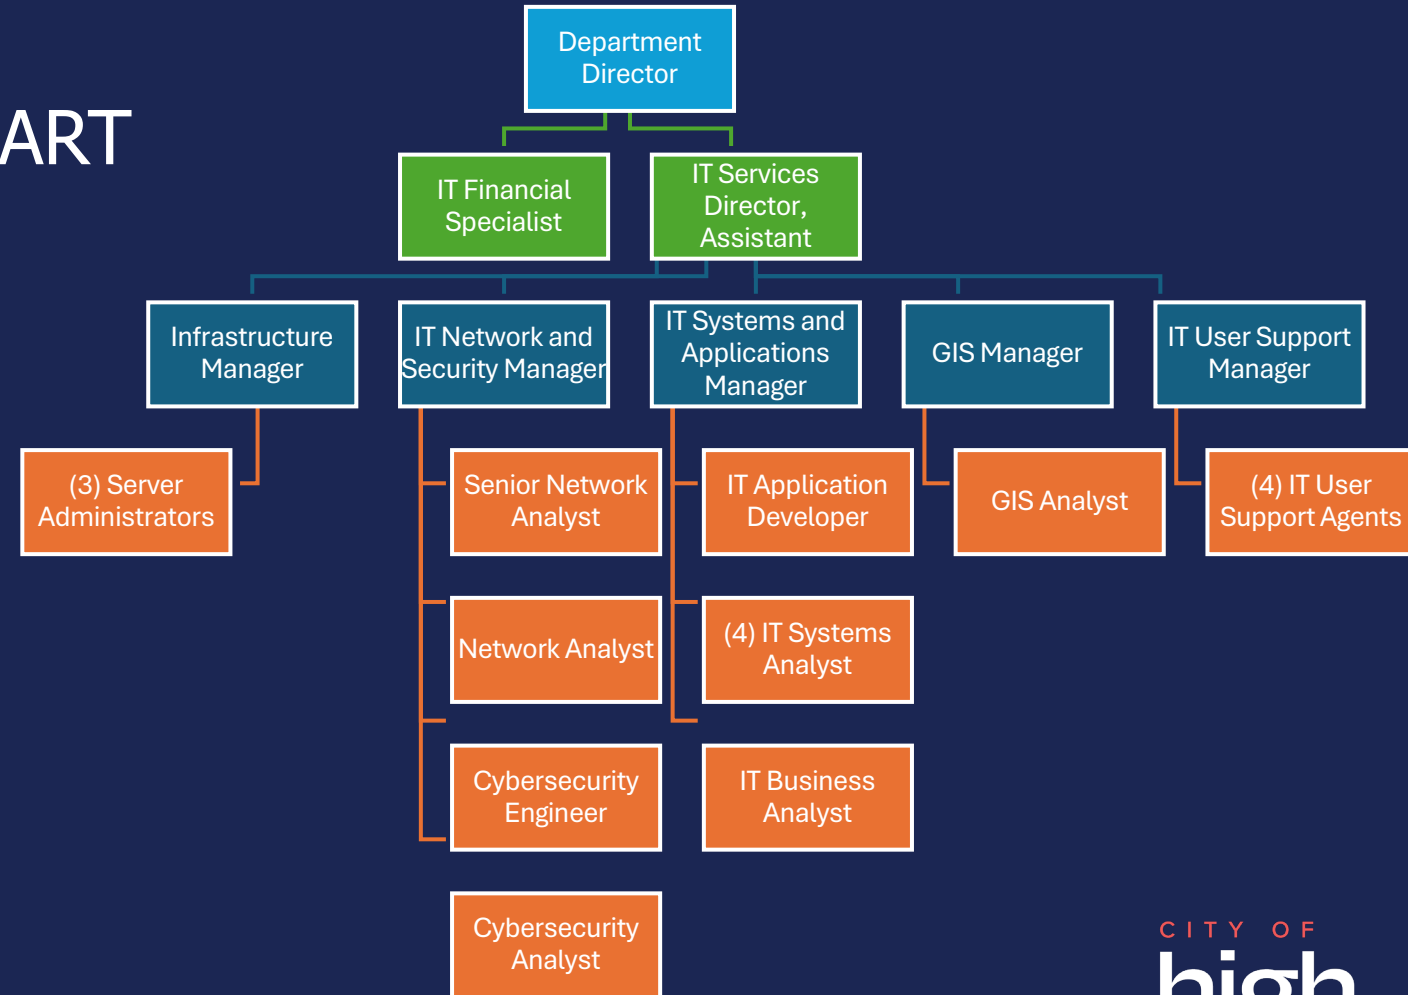 Department
Director
ART
IT Financial
Specialist
IT Services
Director,
Assistant
Infrastructure
Manager
IT Network and
Security Manager
IT Systems and
Applications
Manager
GIS Manager
IT User Support
Manager
(3) Server
Administrators
Senior Network
Analyst
IT Application
Developer
GIS Analyst
(4) IT User
Support Agents
Network Analyst
(4) IT Systems
Analyst
Cybersecurity
Engineer
IT Business
Analyst
Cybersecurity
Analyst
CITY OF
high